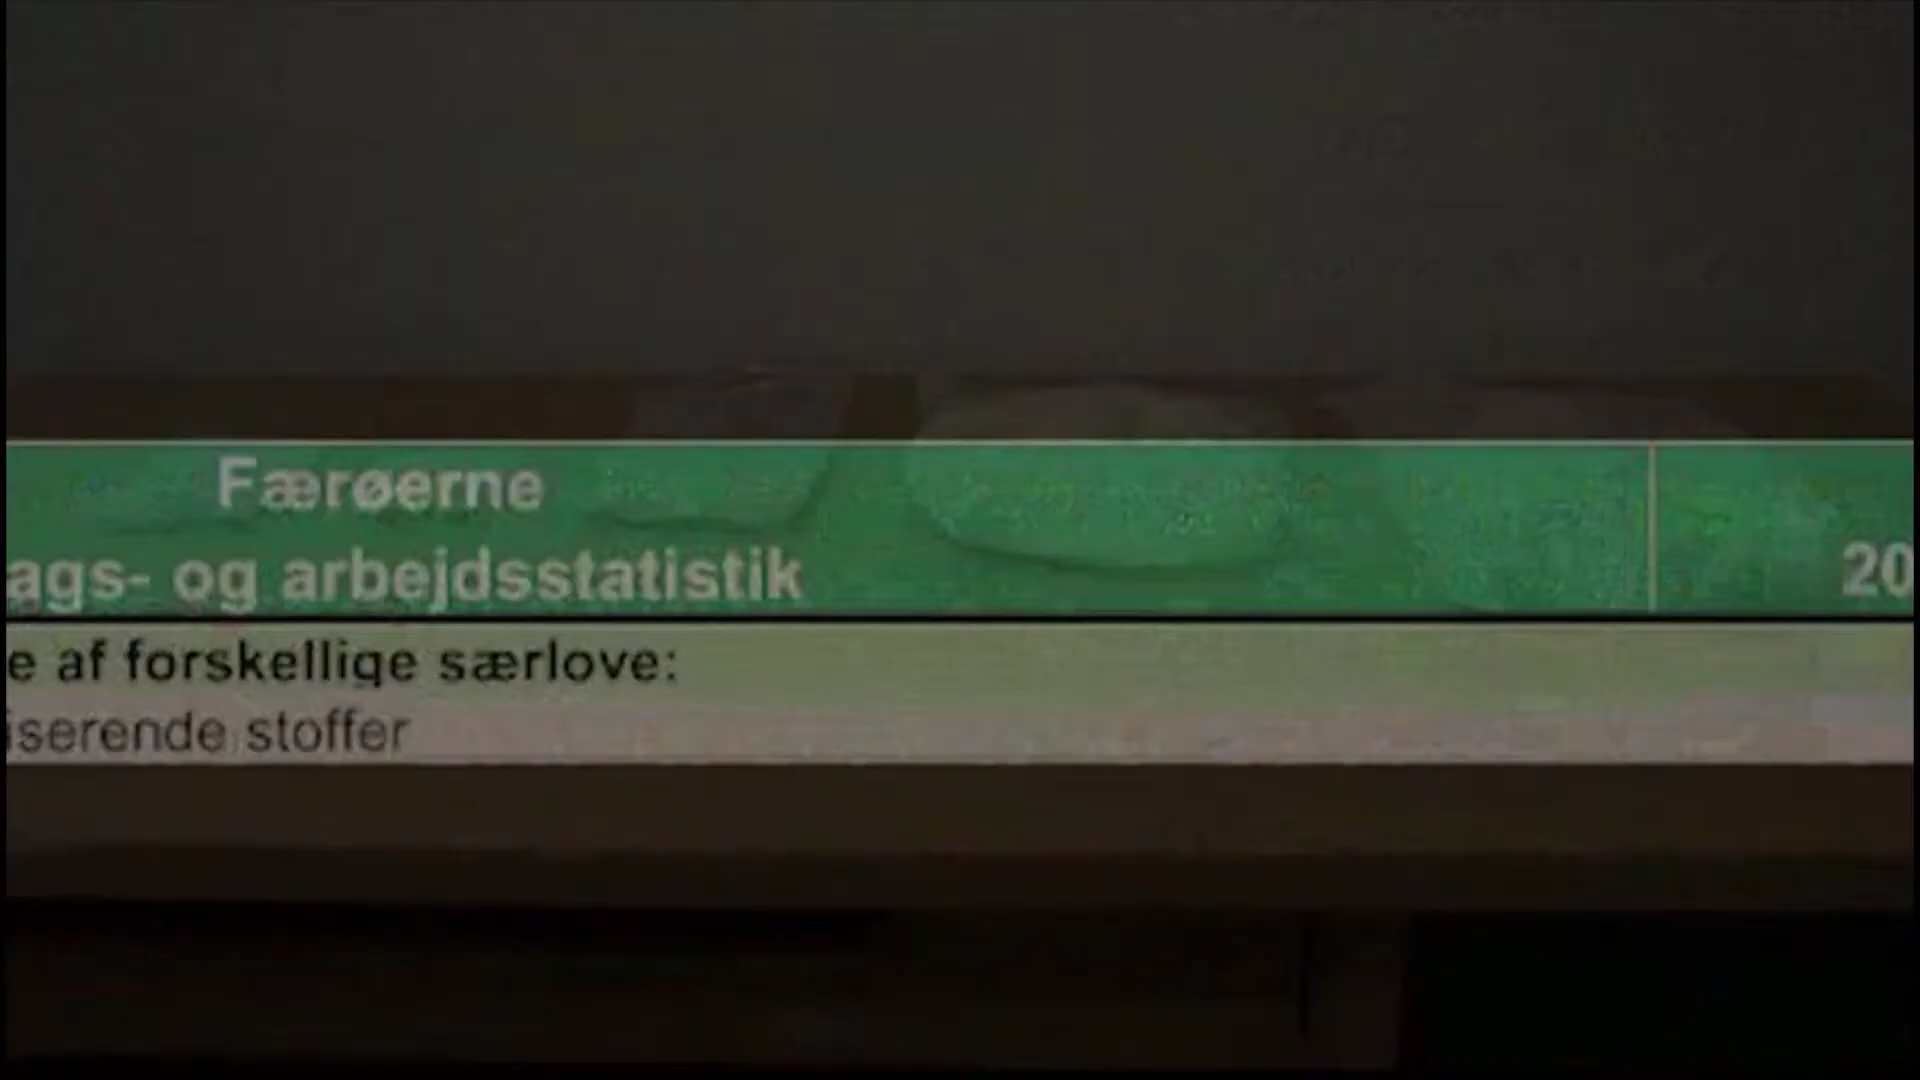 Færøerne
ags- og arbejdsstatistik
20
e af forskellige særlove:
iserende stoffer